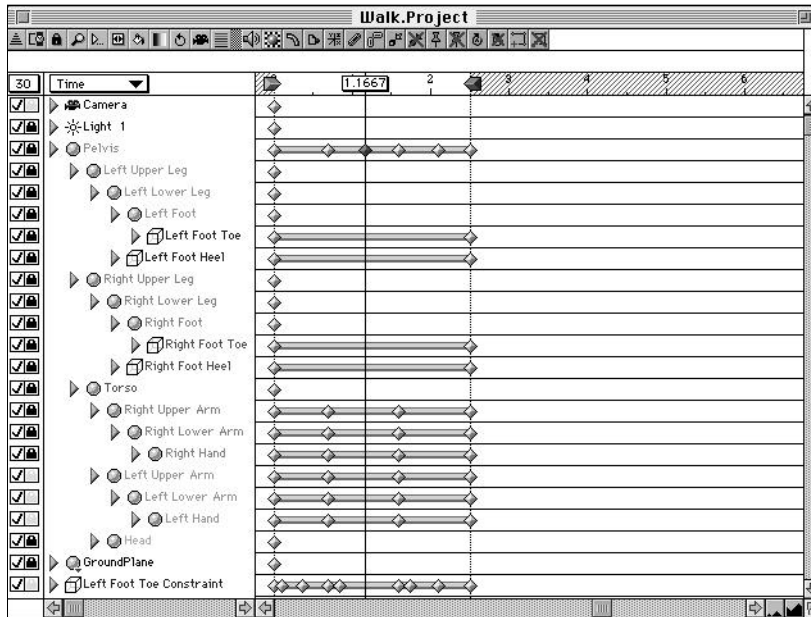 Walk.Project
30 Time 1.1667 2 3 4 5 6
Camera
Light 1
Pelvis
Left Upper Leg
Left Lower Leg
Left Foot
Left Foot Toe
Left Foot Heel
Right Upper Leg
Right Lower Leg
Right Foot
Right Foot Toe
Right Foot Heel
Torso
Right Upper Arm
Right Lower Arm
Right Hand
Left Upper Arm
Left Lower Arm
Left Hand
Head
GroundPlane
Left Foot Toe Constraint